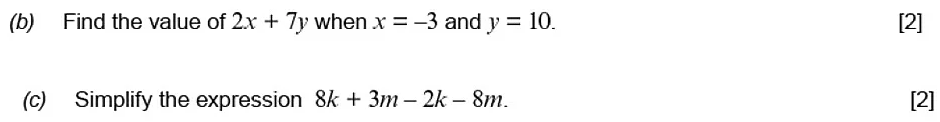 (b) Find the value of 2x + 7y when x = –3 and y = 10. [2]
(c) Simplify the expression 8k + 3m – 2k – 8m. [2]